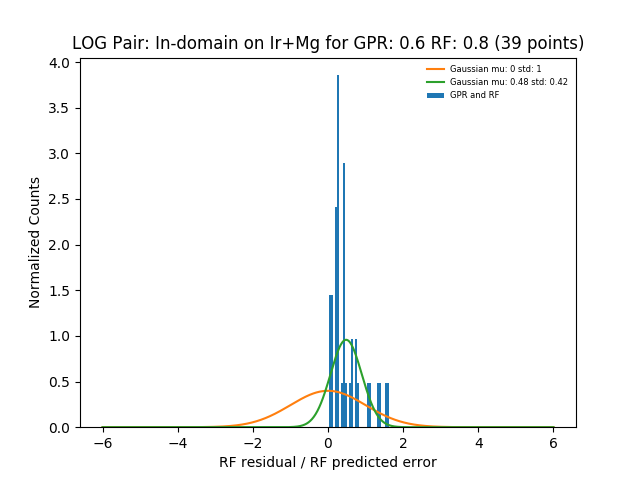 LOG Pair: In-domain on Ir+Mg for GPR: 0.6 RF: 0.8 (39 points)
Gaussian mu: 0 std: 1
Gaussian mu: 0.48 std: 0.42
GPR and RF
4.0
3.5
3.0
2.5
2.0
1.5
1.0
0.5
0.0
Normalized Counts
−6 −4 −2 0 2 4 6
RF residual / RF predicted error